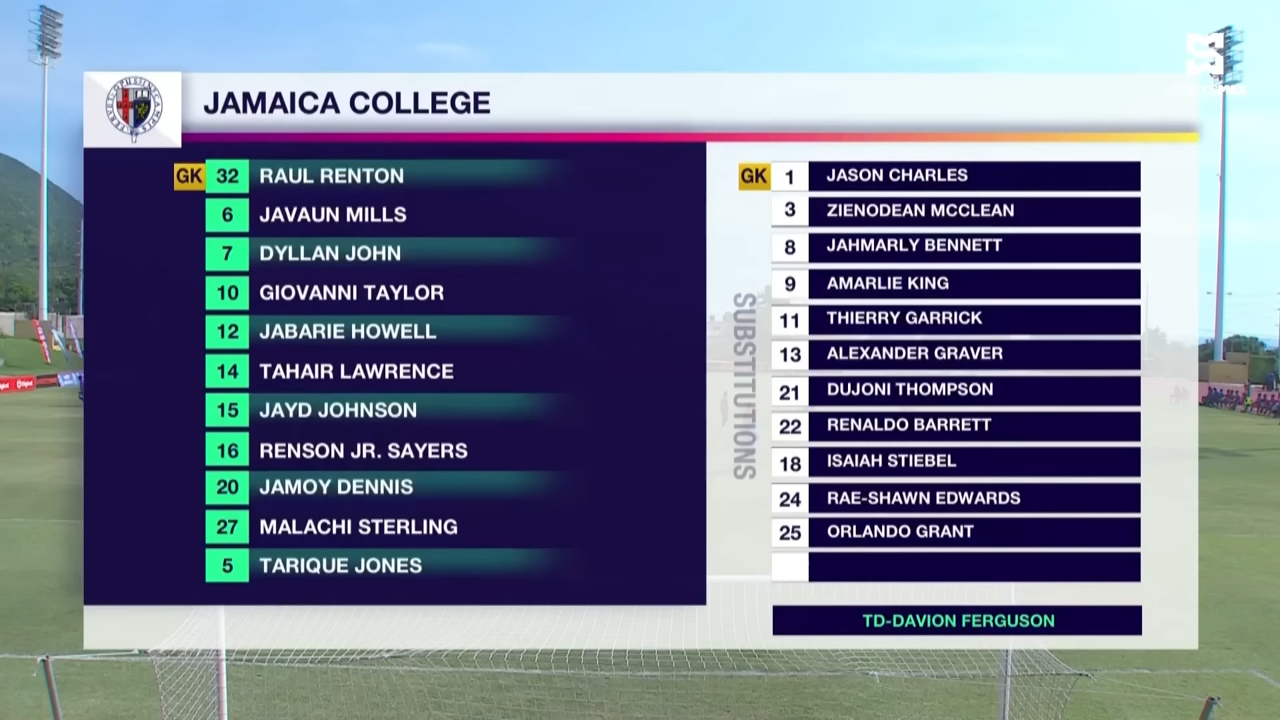 JAMAICA COLLEGE
GK 32 RAUL RENTON
6 JAVAUN MILLS
7 DYLLAN JOHN
10 GIOVANNI TAYLOR
12 JABARIE HOWELL
14 TAHAIR LAWRENCE
15 JAYD JOHNSON
16 RENSON JR. SAYERS
20 JAMOY DENNIS
27 MALACHI STERLING
5 TARIQUE JONES
SUBSTITUTIONS
GK 1 JASON CHARLES
3 ZIENODEAN MCCLEAN
8 JAHMARLY BENNETT
9 AMARLIE KING
11 THIERRY GARRICK
13 ALEXANDER GRAVER
21 DUJONI THOMPSON
22 RENALDO BARRETT
18 ISAIAH STIEBEL
24 RAE-SHAWN EDWARDS
25 ORLANDO GRANT
TD-DAVION FERGUSON